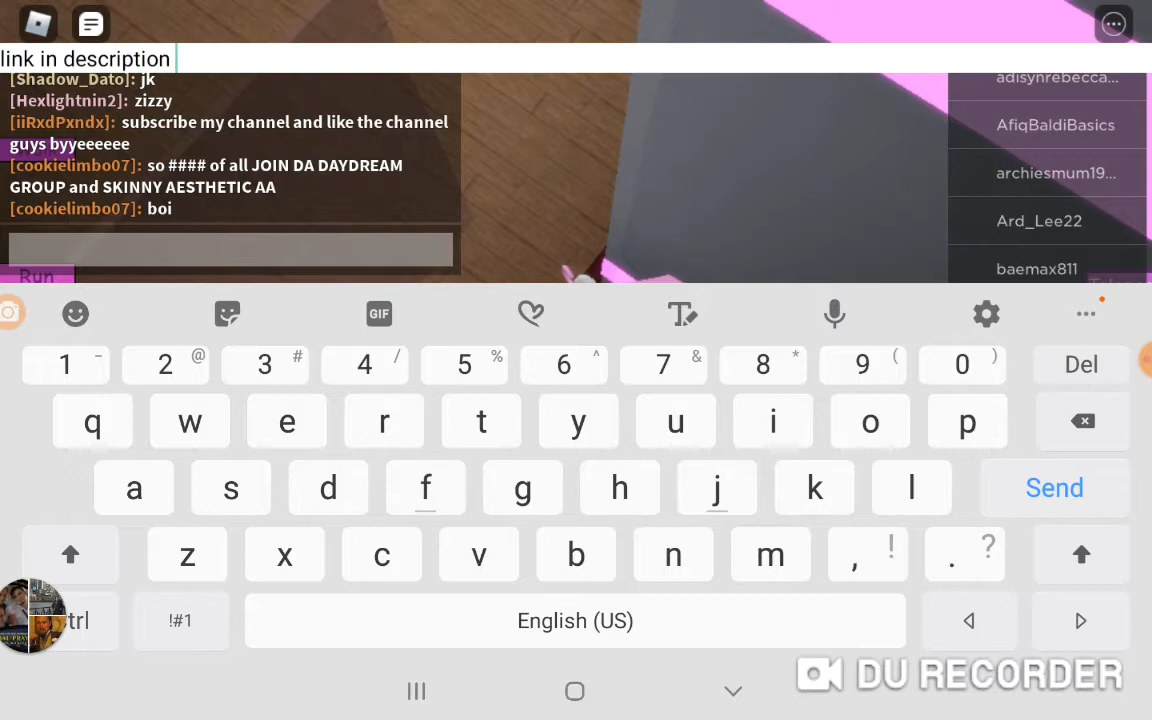 link in description
[Shadow_Dato]: jk
[Hexlightnin2]: zizzy
[iiRxdPxndx]: subscribe my channel and like the channel
guys byyeeeeee
[cookielimbo07]: so #### of all JOIN DA DAYDREAM
GROUP and SKINNY AESTHETIC AA
[cookielimbo07]: boi
Run
adisynrebecca...
AfiqBaldiBasics
archiesmum19...
Ard_Lee22
baemax811
GIF
1 - 2 @ 3 # 4 / 5 % 6 ^ 7 & 8 * 9 ( 0 ) Del
q w e r t y u i o p
a s d f g h j k l Send
z x c v b n m , ! . ?
trl !#1 English (US)
DU RECORDER